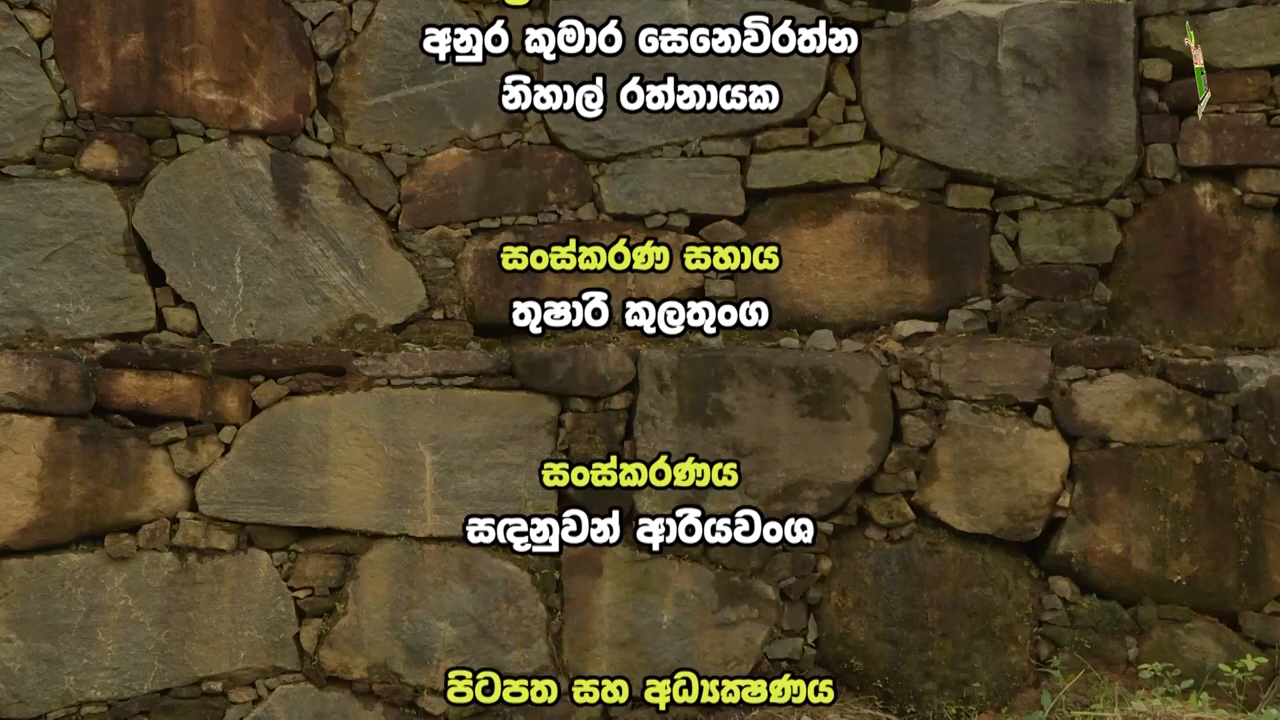 අනුර කුමාර සෙනෙවිරත්න
නිහාල් රත්නායක
සංස්කරණ සහාය
තුෂාරි කුලතුංග
සංස්කරණය
සඳනුවන් ආරියවංශ
පිටපත සහ අධ්‍යක්ෂණය